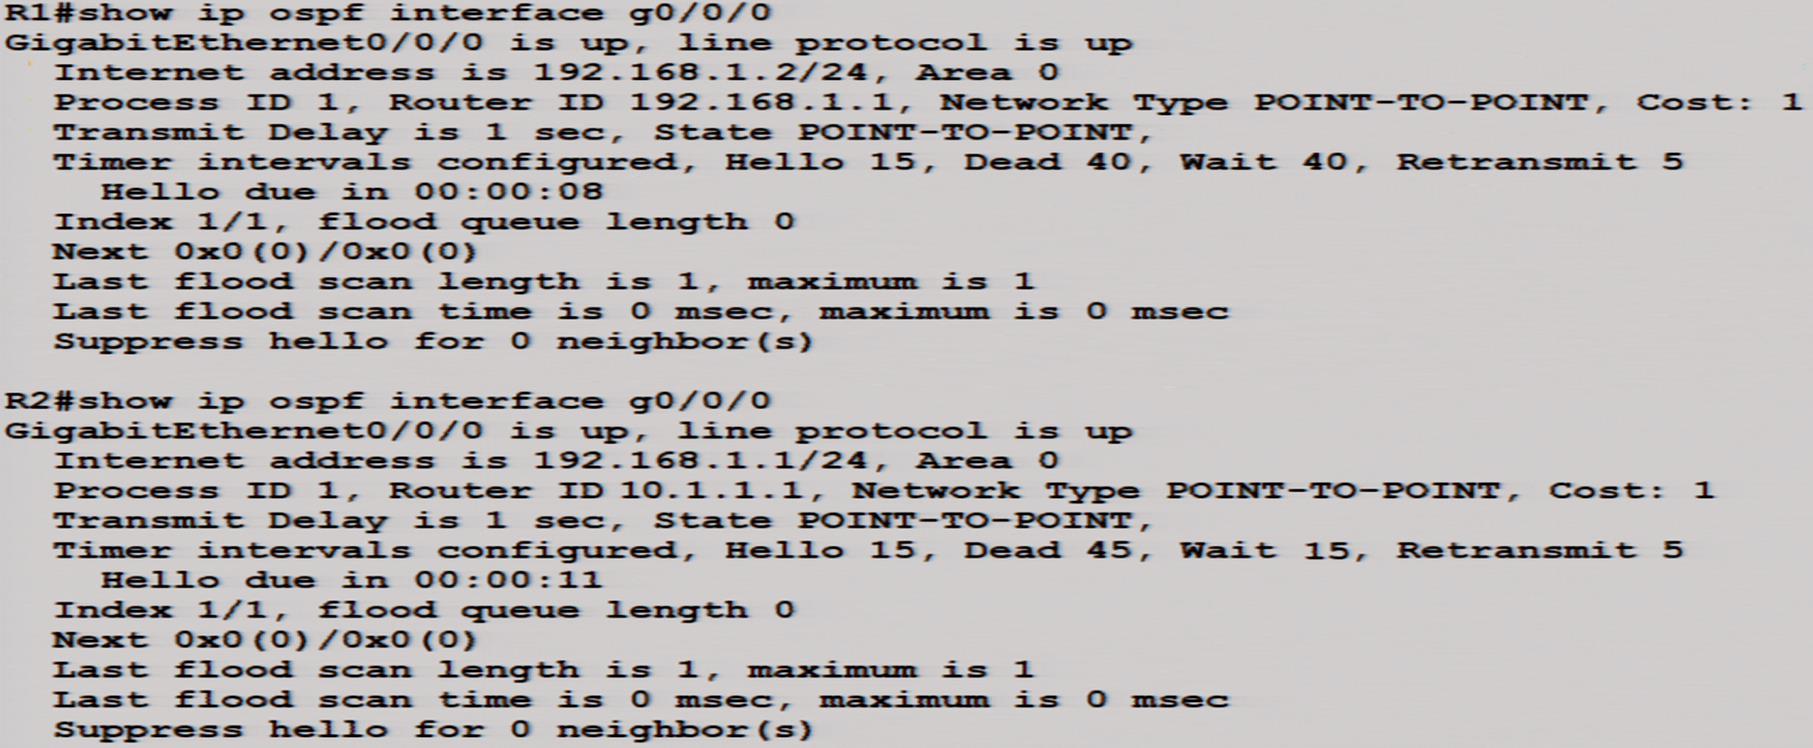 R1#show ip ospf interface g0/0/0
GigabitEthernet0/0/0 is up, line protocol is up
Internet address is 192.168.1.2/24, Area 0
Process ID 1, Router ID 192.168.1.1, Network Type POINT-TO-POINT, Cost: 1
Transmit Delay is 1 sec, State POINT-TO-POINT,
Timer intervals configured, Hello 15, Dead 40, Wait 40, Retransmit 5
Hello due in 00:00:08
Index 1/1, flood queue length 0
Next 0x0(0)/0x0(0)
Last flood scan length is 1, maximum is 1
Last flood scan time is 0 msec, maximum is 0 msec
Suppress hello for 0 neighbor(s)
R2#show ip ospf interface g0/0/0
GigabitEthernet0/0/0 is up, line protocol is up
Internet address is 192.168.1.1/24, Area 0
Process ID 1, Router ID 10.1.1.1, Network Type POINT-TO-POINT, Cost: 1
Transmit Delay is 1 sec, State POINT-TO-POINT,
Timer intervals configured, Hello 15, Dead 45, Wait 15, Retransmit 5
Hello due in 00:00:11
Index 1/1, flood queue length 0
Next 0x0(0)/0x0(0)
Last flood scan length is 1, maximum is 1
Last flood scan time is 0 msec, maximum is 0 msec
Suppress hello for 0 neighbor(s)